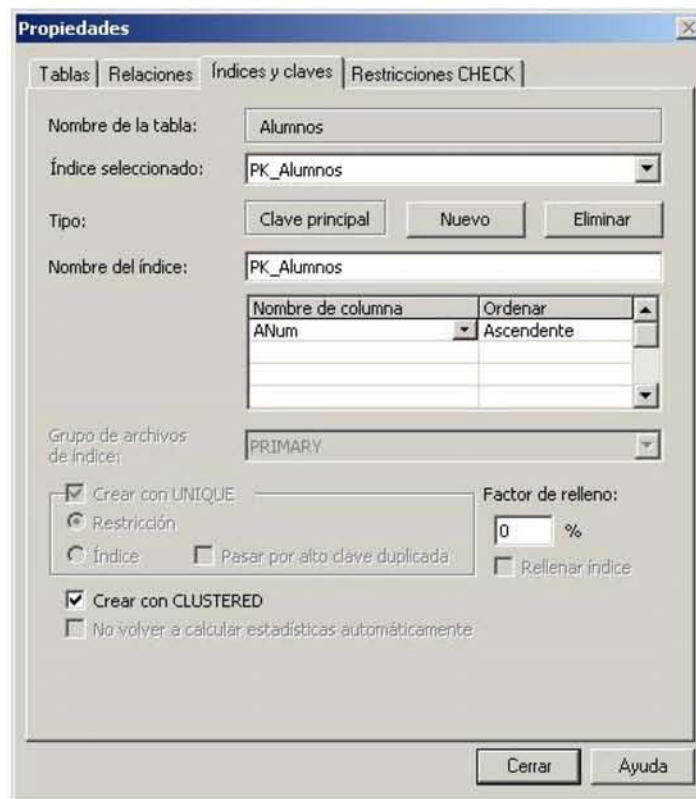 Propiedades
Tablas Relaciones Índices y claves Restricciones CHECK
Nombre de la tabla: Alumnos
Índice seleccionado: PK_Alumnos
Tipo: Clave principal Nuevo Eliminar
Nombre del índice: PK_Alumnos
Nombre de columna Ordenar
ANum Ascendente
Grupo de archivos
de índice: PRIMARY
Crear con UNIQUE Factor de relleno:
Restricción 0 %
Índice Pasar por alto clave duplicada Rellenar índice
Crear con CLUSTERED
No volver a calcular estadísticas automáticamente
Cerrar Ayuda